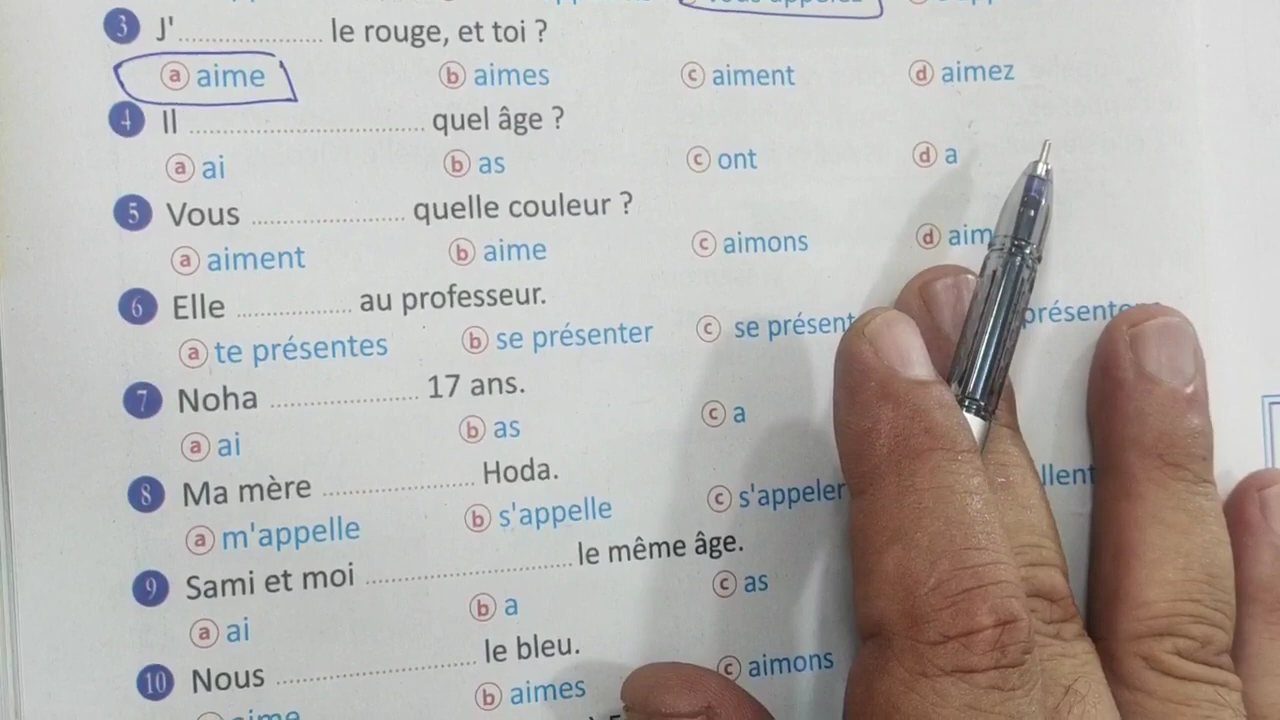 3 J'.................... le rouge, et toi ?
a aime b aimes c aiment d aimez
4 Il .................................. quel âge ?
a ai b as c ont d a
5 Vous ...................... quelle couleur ?
a aiment b aime c aimons d
6 Elle ................ au professeur.
a te présentes b se présenter c
7 Noha ..................... 17 ans.
a ai b as c a
8 Ma mère ...................... Hoda.
a m'appelle b s'appelle c s'appeler
9 Sami et moi .............................. le même âge.
a ai b a c as
10 Nous ............................. le bleu.
b aimes c aimons